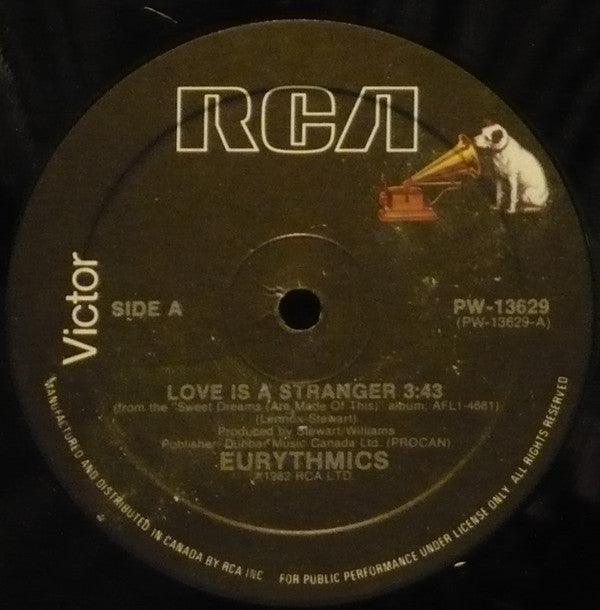 RCA
Victor
SIDE A
PW-13629
(PW-13629-A)
LOVE IS A STRANGER 3:43
(from the "Sweet Dreams (Are Made Of This)" album: AFL1-4681)
(Lennox-Stewart)
Produced by Stewart/Williams
Publisher: Dunbar Music Canada Ltd. (PROCAN)
EURYTHMICS
℗1982 RCA LTD.
MANUFACTURED AND DISTRIBUTED IN CANADA BY RCA INC FOR PUBLIC PERFORMANCE UNDER LICENSE ONLY. ALL RIGHTS RESERVED